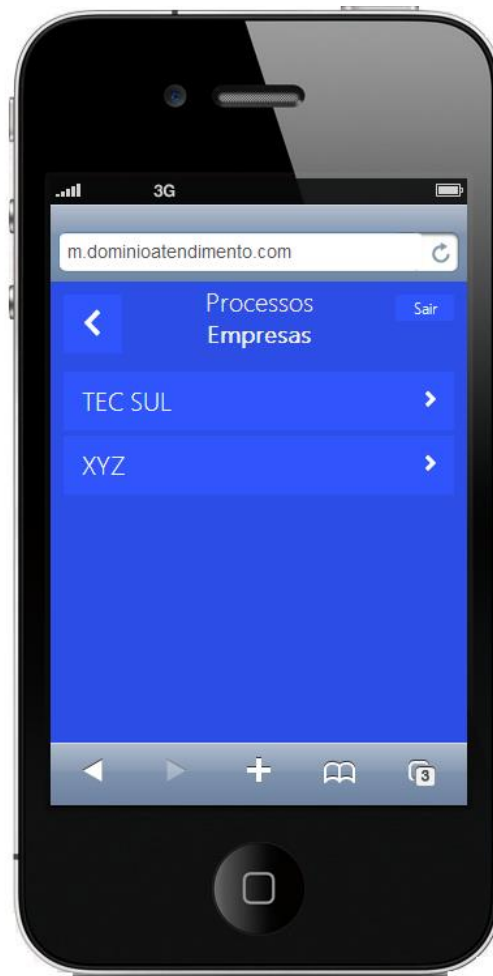 3G
m.dominioatendimento.com
Processos
Sair
Empresas
TEC SUL
XYZ
3